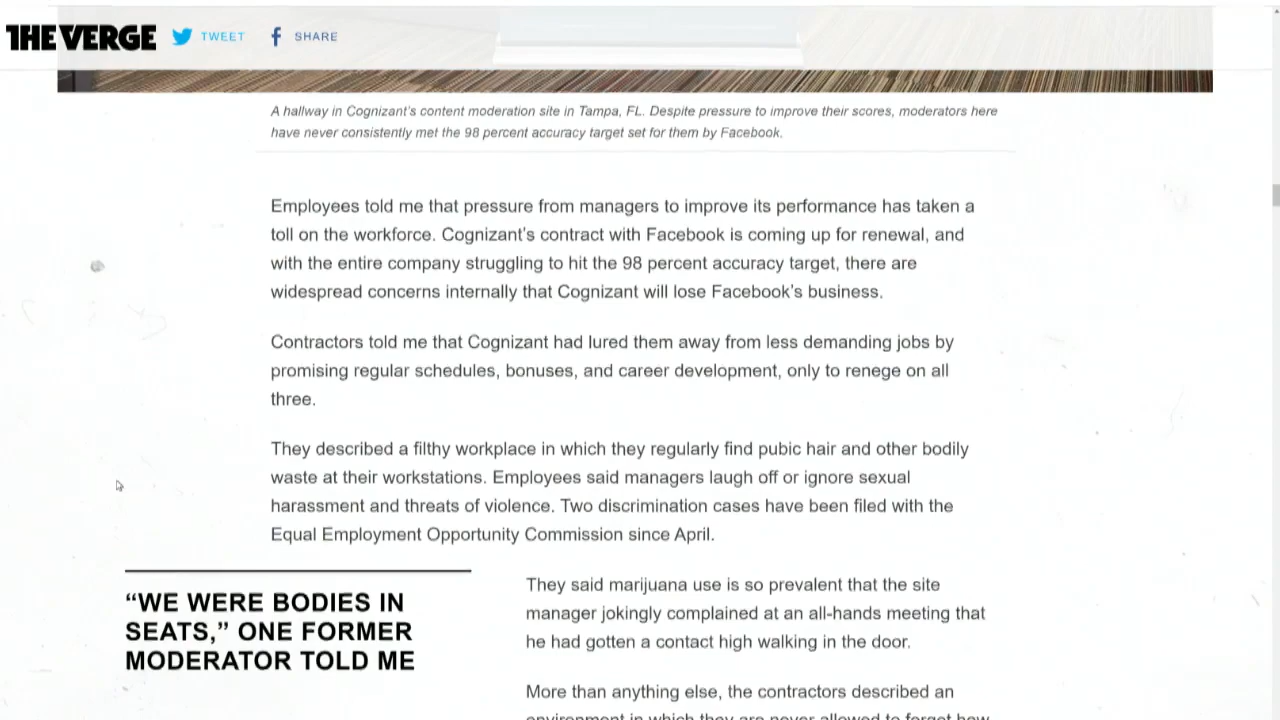 THE VERGE TWEET SHARE
A hallway in Cognizant's content moderation site in Tampa, FL. Despite pressure to improve their scores, moderators here
have never consistently met the 98 percent accuracy target set for them by Facebook.
Employees told me that pressure from managers to improve its performance has taken a
toll on the workforce. Cognizant's contract with Facebook is coming up for renewal, and
with the entire company struggling to hit the 98 percent accuracy target, there are
widespread concerns internally that Cognizant will lose Facebook's business.
Contractors told me that Cognizant had lured them away from less demanding jobs by
promising regular schedules, bonuses, and career development, only to renege on all
three.
They described a filthy workplace in which they regularly find pubic hair and other bodily
waste at their workstations. Employees said managers laugh off or ignore sexual
harassment and threats of violence. Two discrimination cases have been filed with the
Equal Employment Opportunity Commission since April.
“WE WERE BODIES IN
SEATS,” ONE FORMER
MODERATOR TOLD ME
They said marijuana use is so prevalent that the site
manager jokingly complained at an all-hands meeting that
he had gotten a contact high walking in the door.
More than anything else, the contractors described an
environment in which they are never allowed to forget how